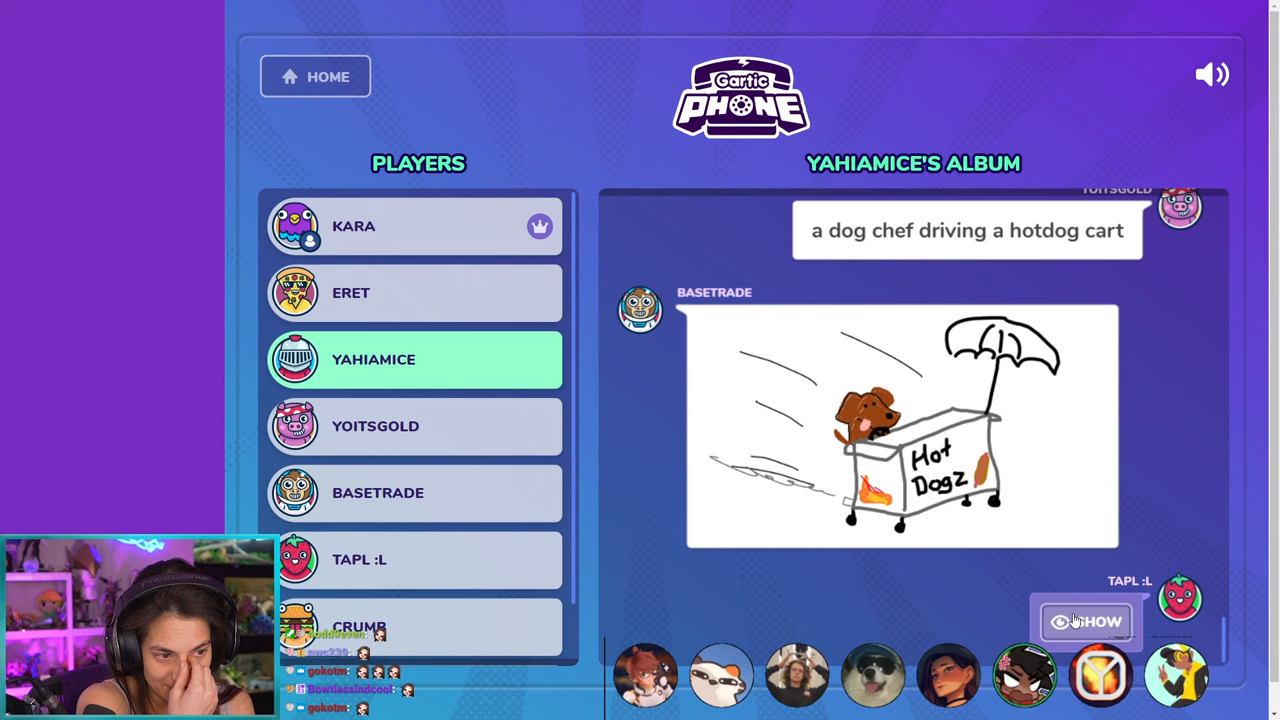 HOME
Gartic
PHONE
PLAYERS
YAHIAMICE'S ALBUM
KARA
ERET
YAHIAMICE
YOITSGOLD
BASETRADE
TAPL :L
CRUMB
YOITSGOLD
a dog chef driving a hotdog cart
BASETRADE
Hot
Dogz
TAPL :L
SHOW
gokotm:
BowtlessIndcool:
gokotm: